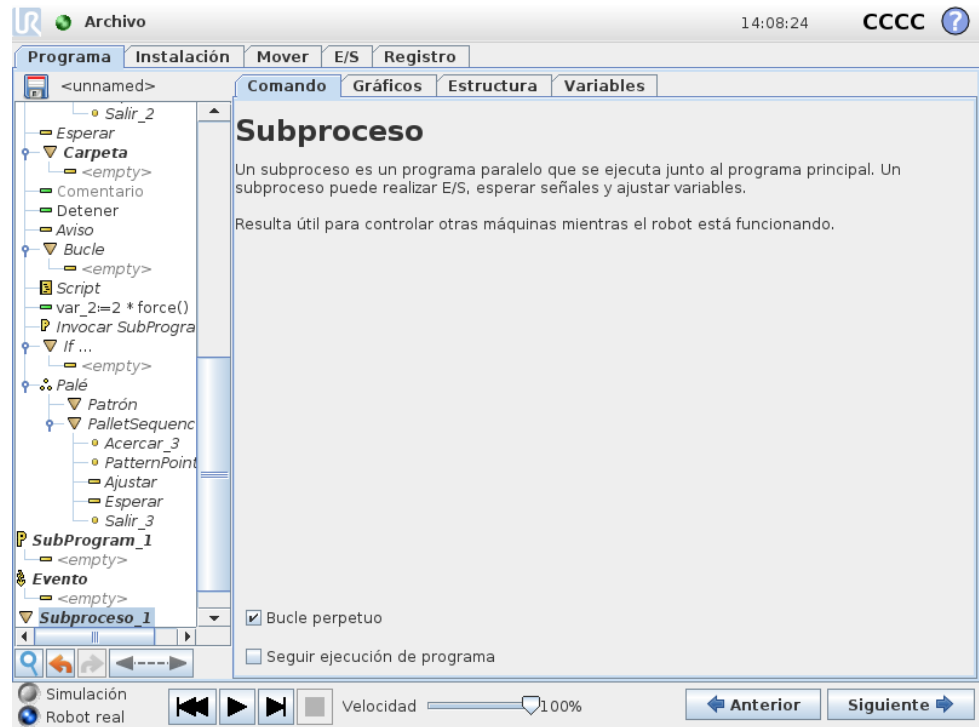 UR Archivo 14:08:24 CCCC ?
Programa Instalación Mover E/S Registro
<unnamed>
Comando Gráficos Estructura Variables
Salir_2
Esperar
Carpeta
<empty>
Comentario
Detener
Aviso
Bucle
<empty>
Script
var_2:=2 * force()
Invocar SubProgra
If ...
<empty>
Palé
Patrón
PalletSequenc
Acercar_3
PatternPoint
Ajustar
Esperar
Salir_3
SubProgram_1
<empty>
Evento
<empty>
Subproceso_1
Subproceso
Un subproceso es un programa paralelo que se ejecuta junto al programa principal. Un
subproceso puede realizar E/S, esperar señales y ajustar variables.
Resulta útil para controlar otras máquinas mientras el robot está funcionando.
Bucle perpetuo
Seguir ejecución de programa
Simulación
Robot real
Velocidad 100%
Anterior Siguiente